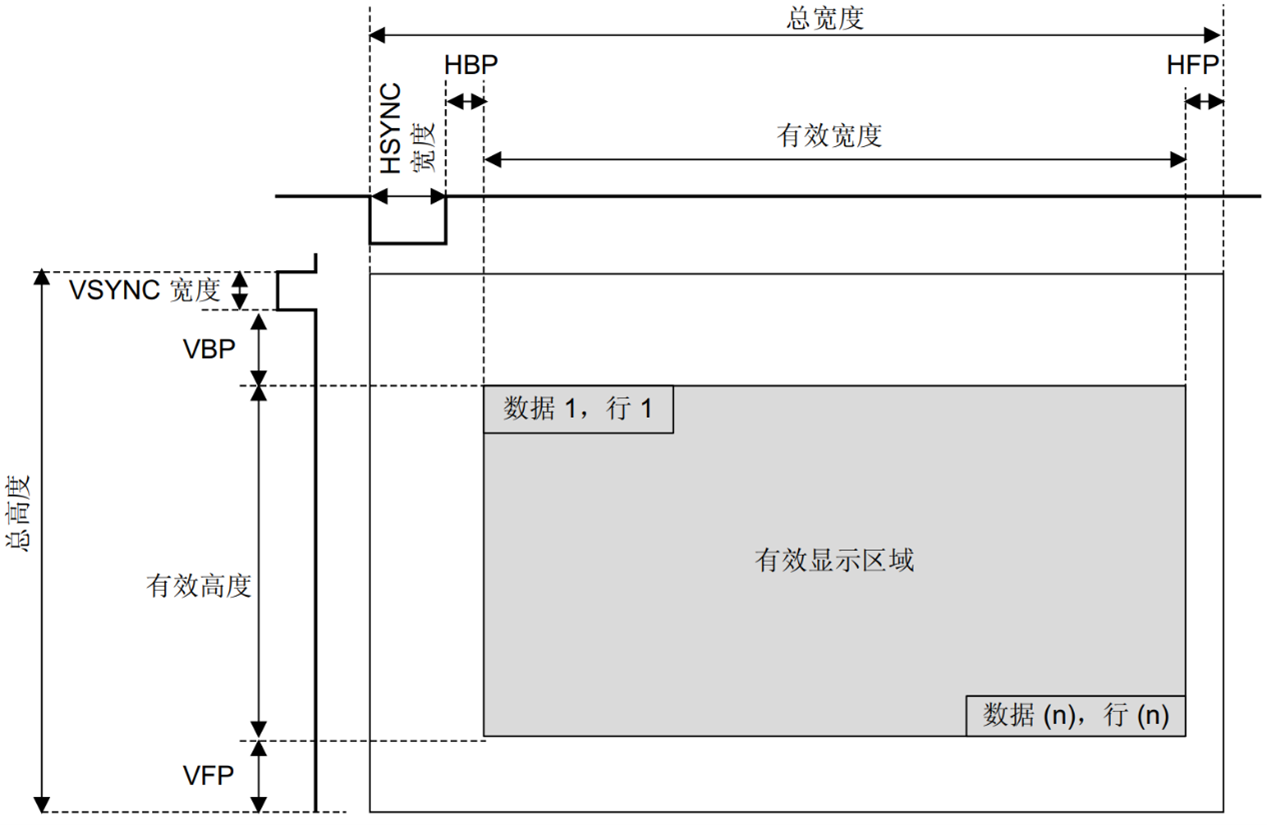 总宽度
HBP
HFP
HSYNC
宽度
有效宽度
VSYNC 宽度
VBP
数据 1，行 1
总高度
有效显示区域
有效高度
数据 (n)，行 (n)
VFP